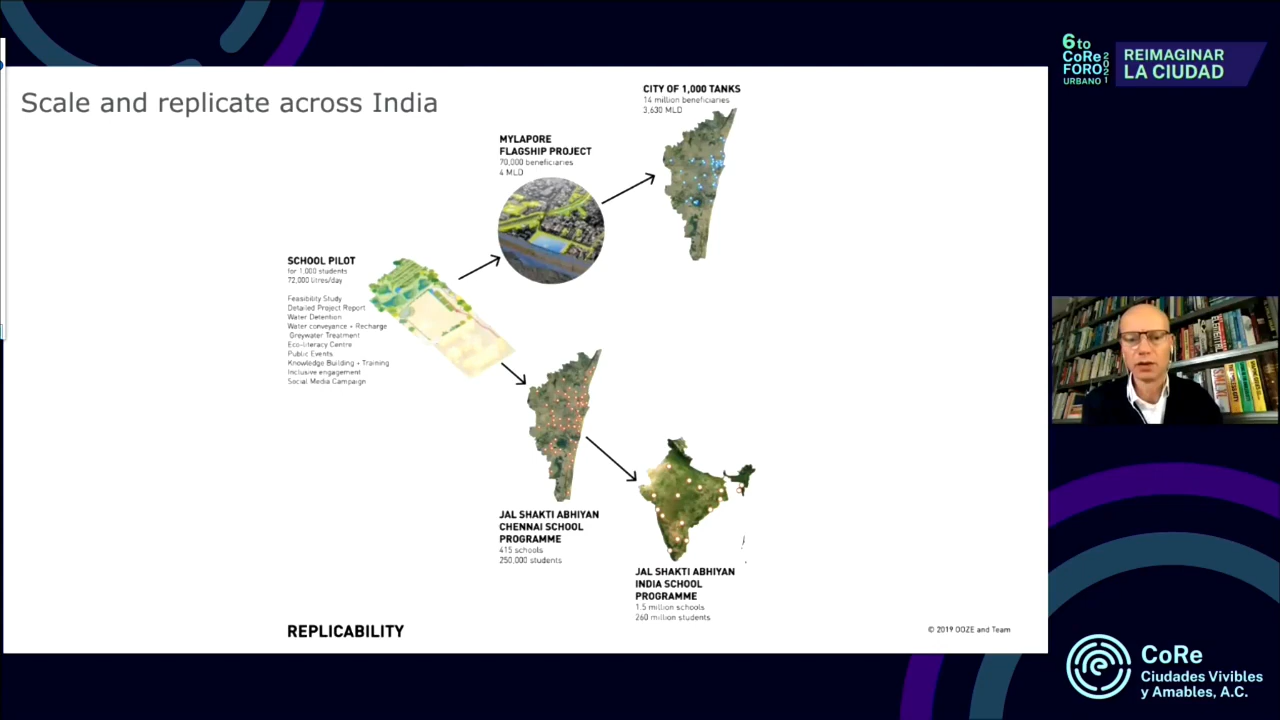 Scale and replicate across India
CITY OF 1,000 TANKS
14 million beneficiaries
3,630 MLD
MYLAPORE
FLAGSHIP PROJECT
70,000 beneficiaries
4 MLD
SCHOOL PILOT
for 1,000 students
72,000 litres/day
Feasibility Study
Detailed Project Report
Water Detention
Water conveyance + Recharge
Greywater Treatment
Eco-literacy Centre
Public Events
Knowledge Building + Training
Inclusive engagement
Social Media Campaign
JAL SHAKTI ABHIYAN
CHENNAI SCHOOL
PROGRAMME
415 schools
250,000 students
JAL SHAKTI ABHIYAN
INDIA SCHOOL
PROGRAMME
1.5 million schools
260 million students
REPLICABILITY
© 2019 OOZE and Team
6to
CoRe
FORO
URBANO
2021
REIMAGINAR
LA CIUDAD
CoRe
Ciudades Vivibles
y Amables, A.C.